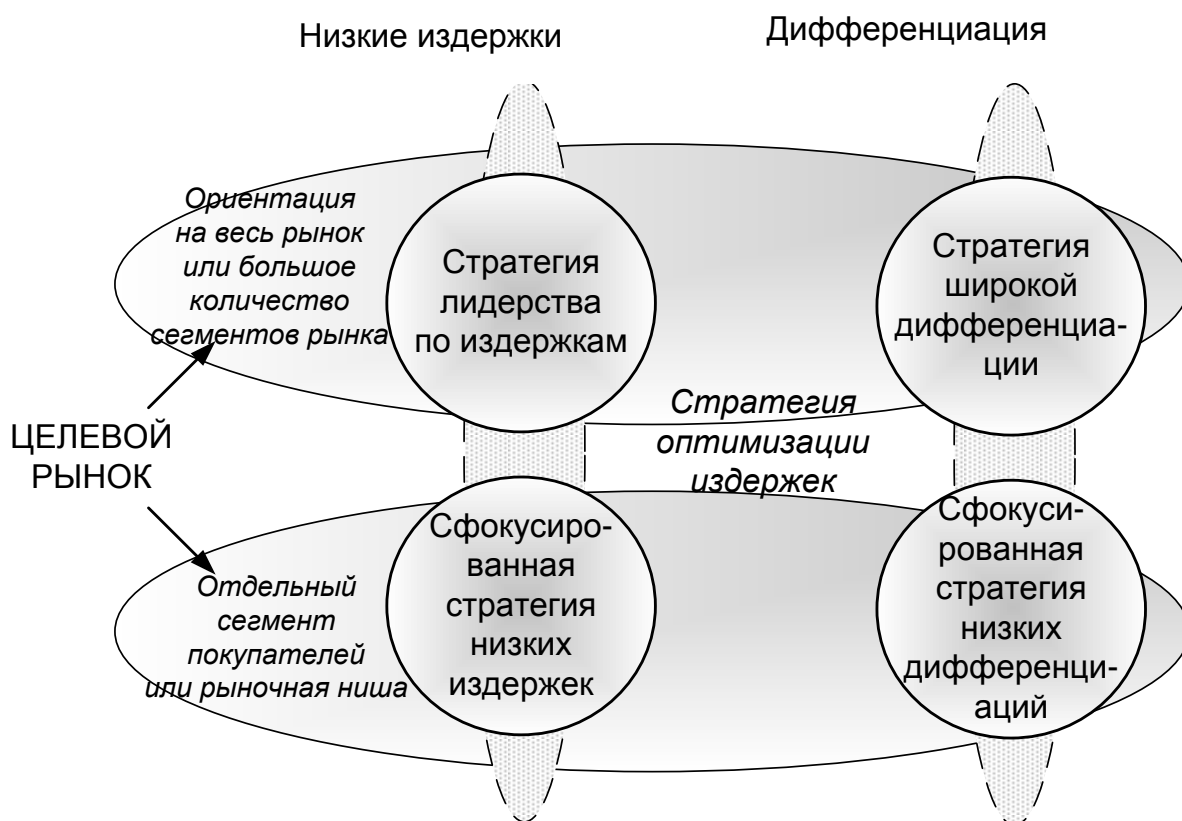 Низкие издержки
Дифференциация
Ориентация
на весь рынок
или большое
количество
сегментов рынка
Стратегия
лидерства
по издержкам
Стратегия
широкой
дифференциа-
ции
ЦЕЛЕВОЙ
РЫНОК
Стратегия
оптимизации
издержек
Отдельный
сегмент
покупателей
или рыночная ниша
Сфокусиро-
ванная
стратегия
низких
издержек
Сфокуси-
рованная
стратегия
низких
дифференци-
аций